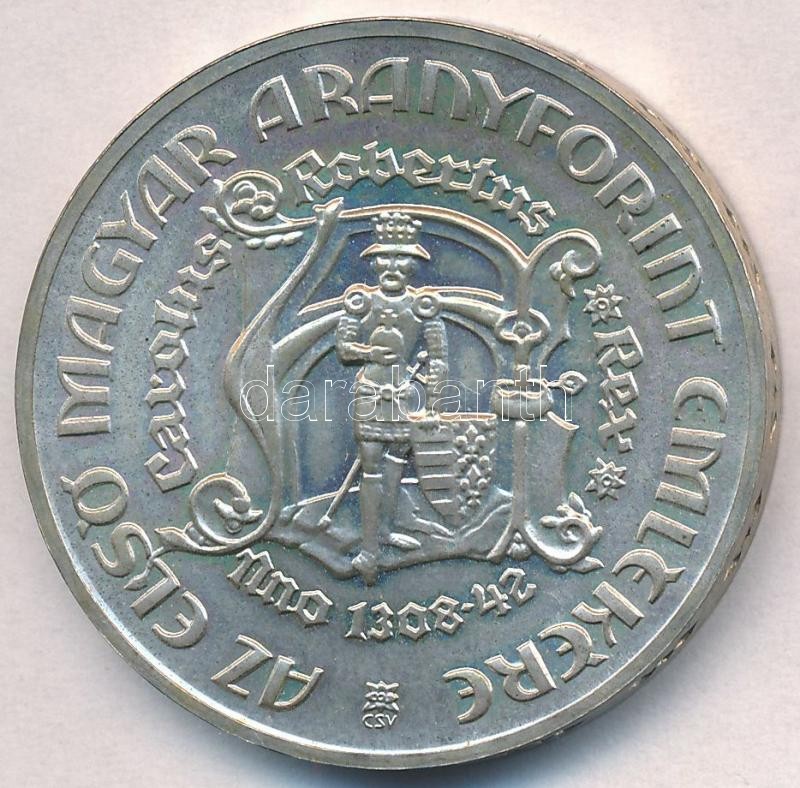 AZ ELSŐ MAGYAR ARANYFORINT EMLÉKÉRE
Carolus Robertus Rex
Anno 1308-42
CSV
darabanth